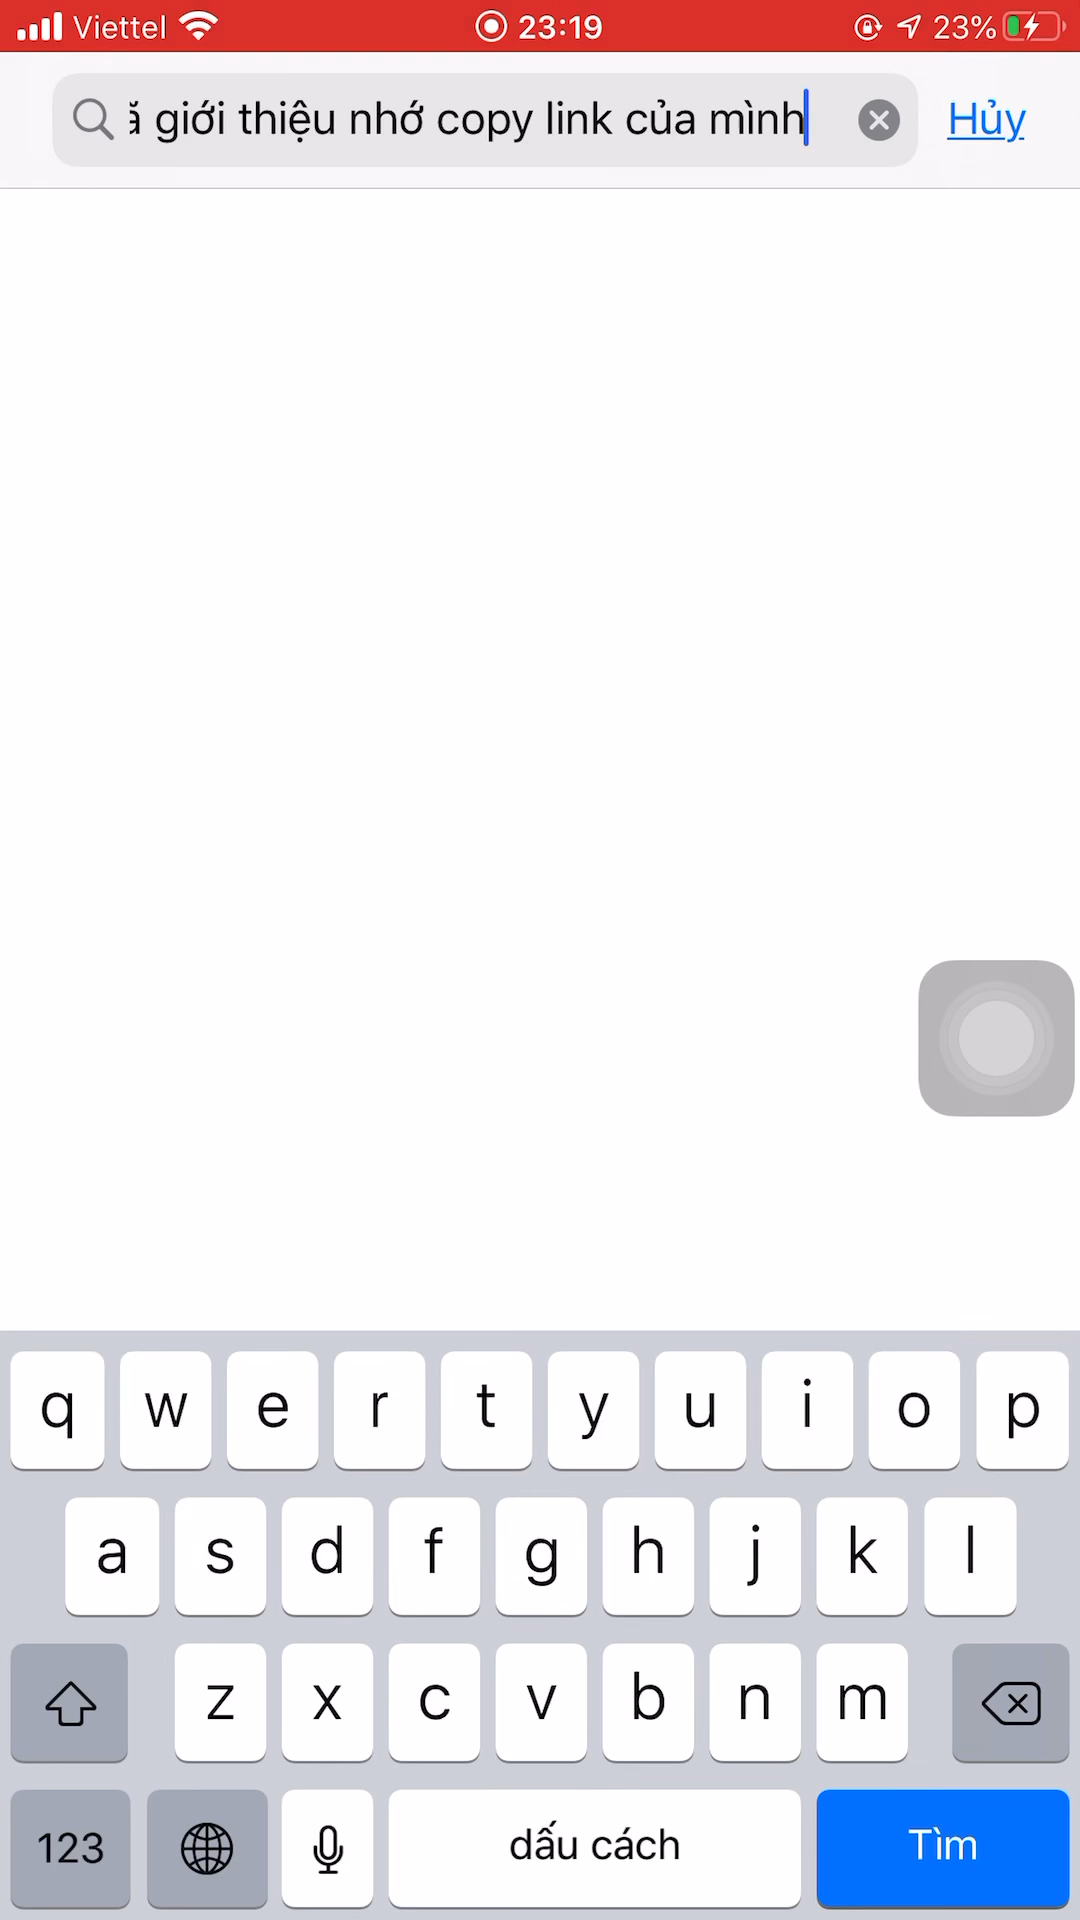 Viettel 23:19 23%
giới thiệu nhớ copy link của mình Hủy
q w e r t y u i o p
a s d f g h j k l
z x c v b n m
123 dấu cách Tìm